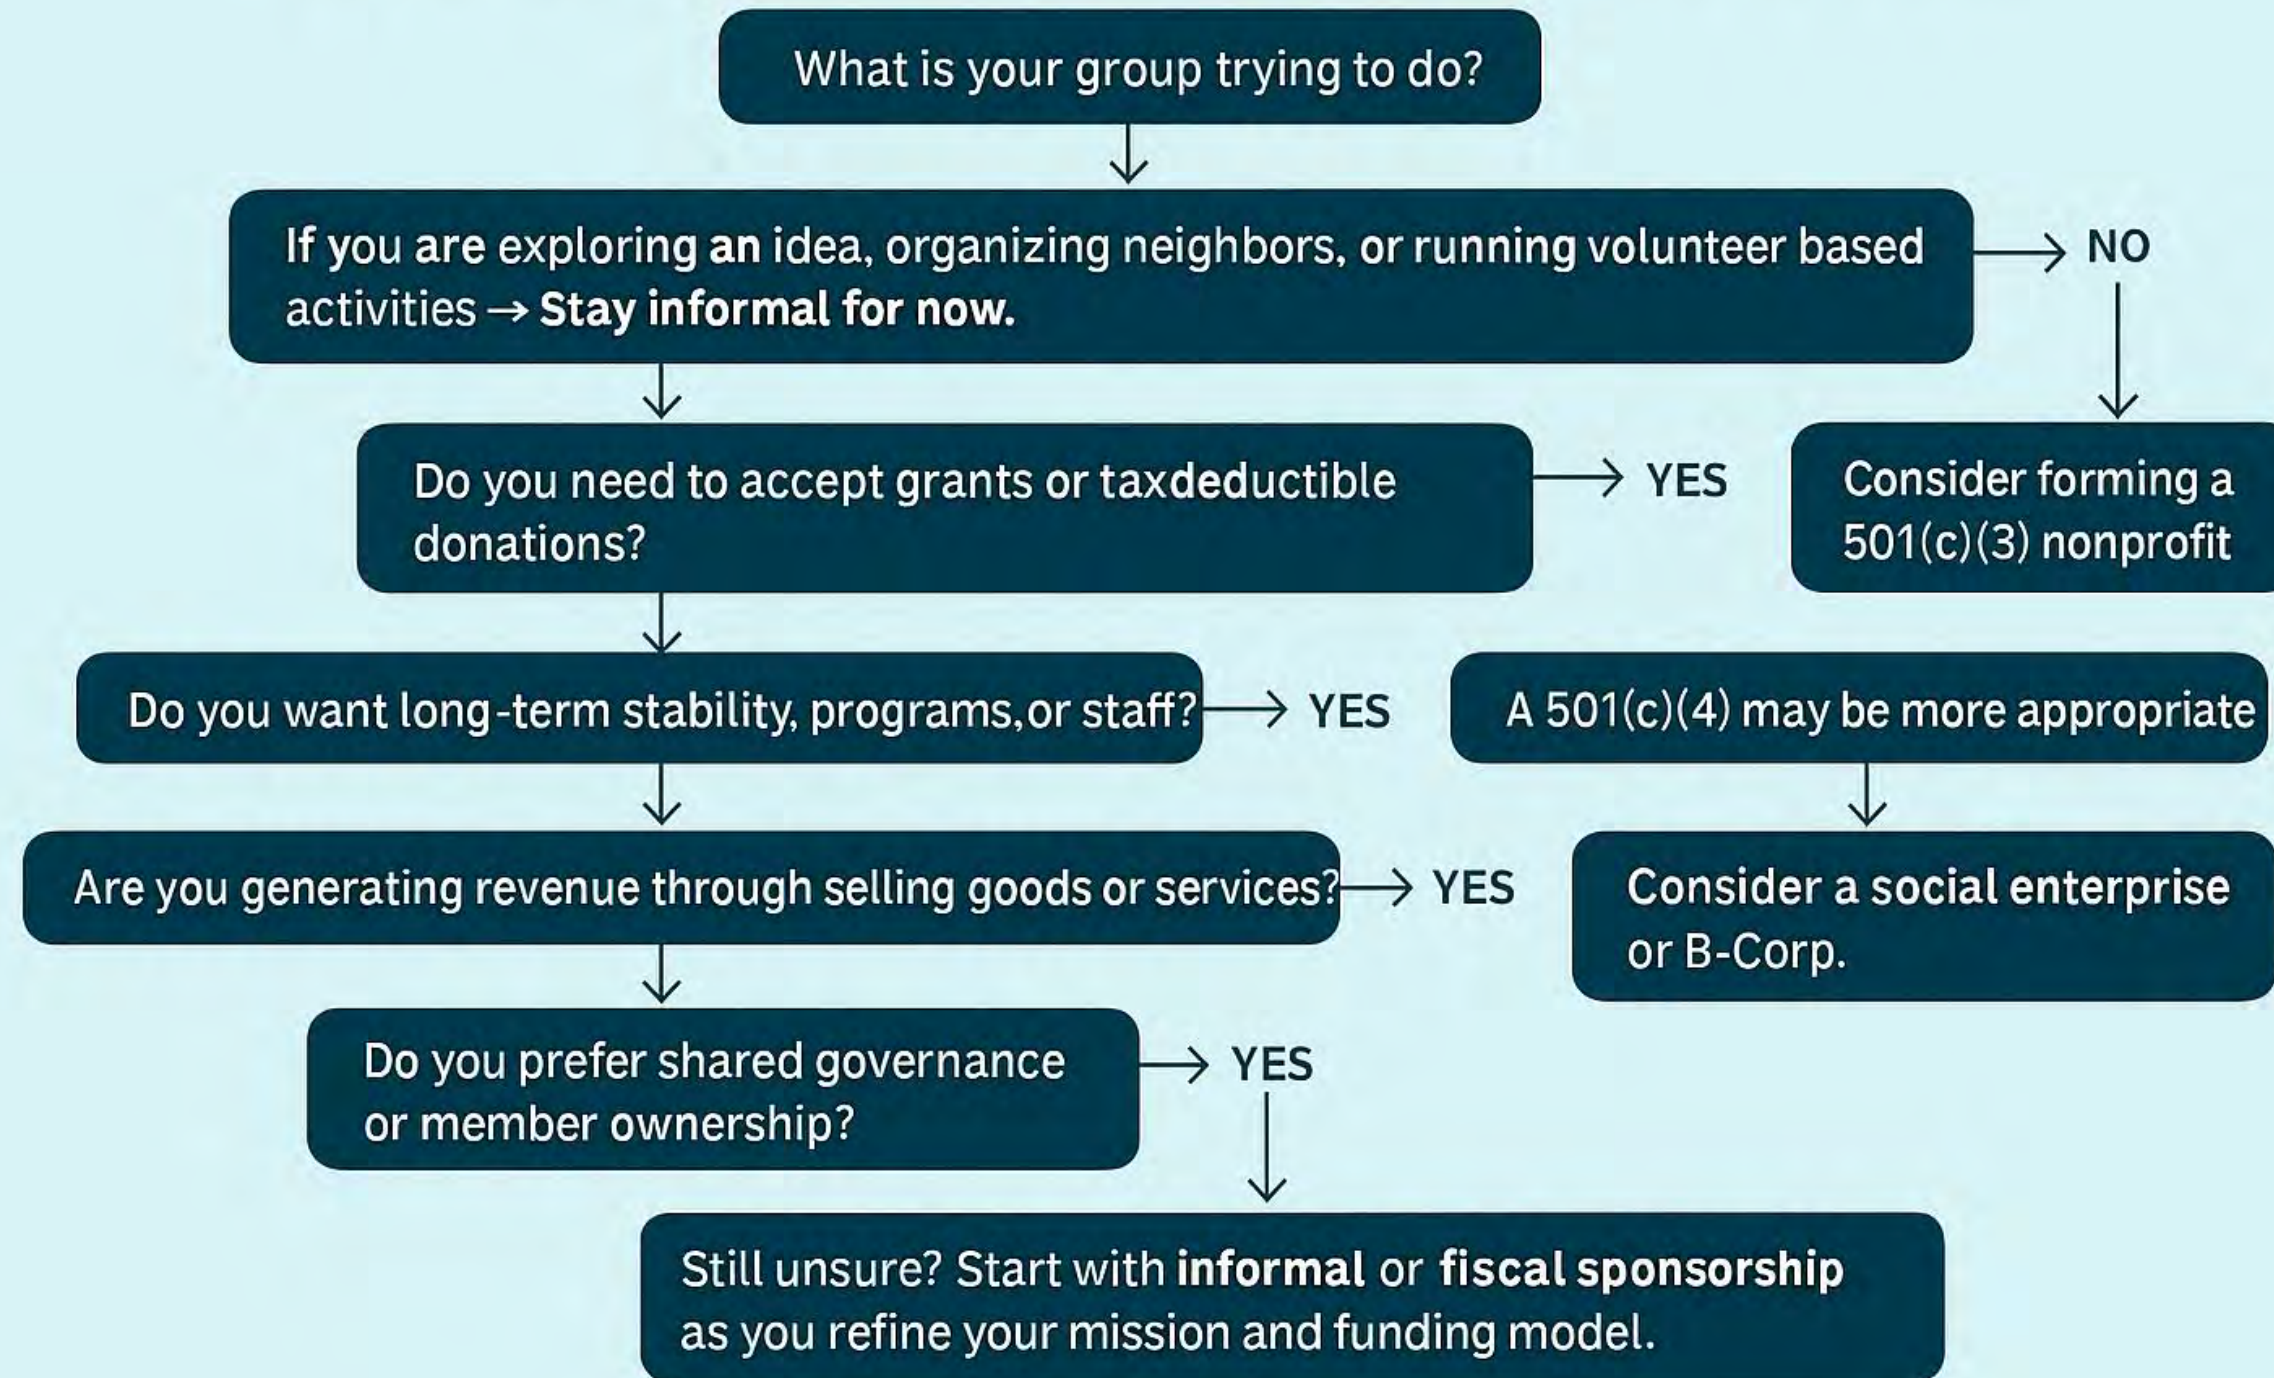 What is your group trying to do?
If you are exploring an idea, organizing neighbors, or running volunteer based
activities → Stay informal for now.
NO
Do you need to accept grants or taxdeductible
donations?
YES
Consider forming a
501(c)(3) nonprofit
Do you want long-term stability, programs,or staff?
YES
A 501(c)(4) may be more appropriate
Are you generating revenue through selling goods or services?
YES
Consider a social enterprise
or B-Corp.
Do you prefer shared governance
or member ownership?
YES
Still unsure? Start with informal or fiscal sponsorship
as you refine your mission and funding model.